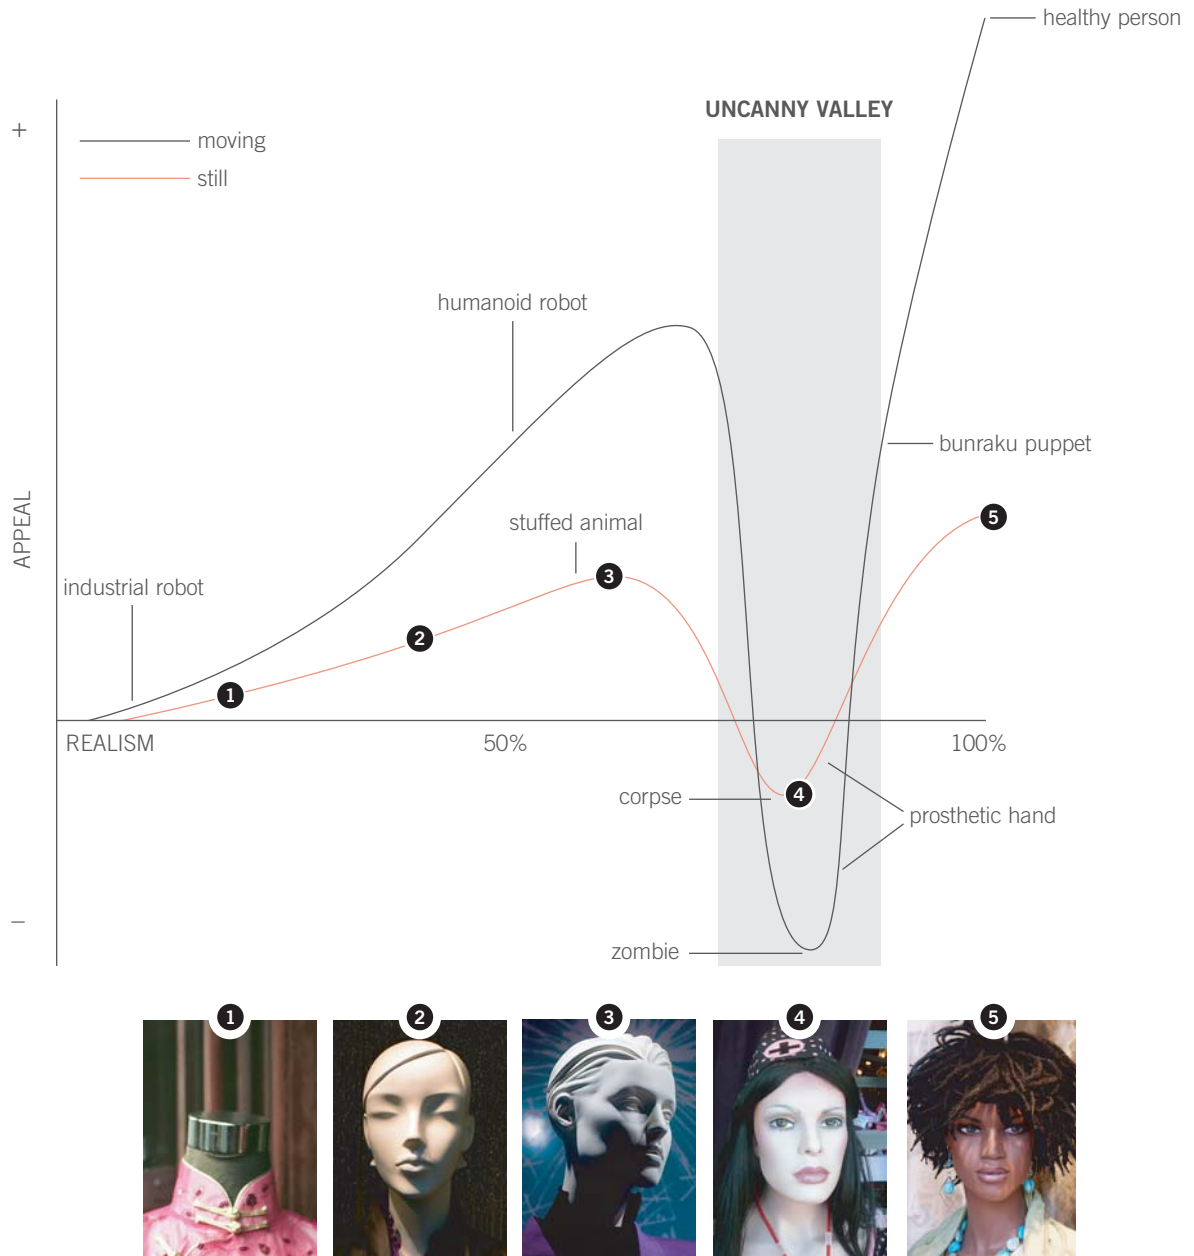 healthy person
UNCANNY VALLEY
+
moving
still
humanoid robot
bunraku puppet
stuffed animal
5
APPEAL
3
industrial robot
2
1
REALISM
50%
100%
corpse
4
prosthetic hand
–
zombie
1
2
3
4
5